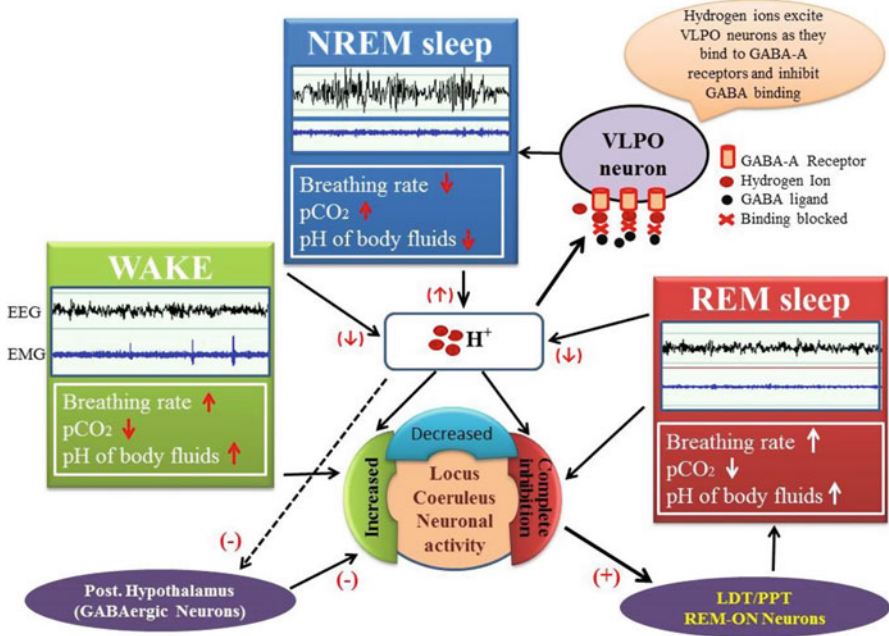 NREM sleep
Breathing rate ↓
pCO₂ ↑
pH of body fluids ↓
Hydrogen ions excite
VLPO neurons as they
bind to GABA-A
receptors and inhibit
GABA binding
VLPO
neuron
GABA-A Receptor
Hydrogen Ion
GABA ligand
Binding blocked
WAKE
EEG
EMG
Breathing rate ↑
pCO₂ ↓
pH of body fluids ↑
(↓)
(↑)
(↓)
H⁺
REM sleep
Breathing rate ↑
pCO₂ ↓
pH of body fluids ↑
Decreased
Increased
Complete
inhibition
Locus
Coeruleus
Neuronal
activity
(-)
(-)
(+)
Post. Hypothalamus
(GABAergic Neurons)
LDT/PPT
REM-ON Neurons